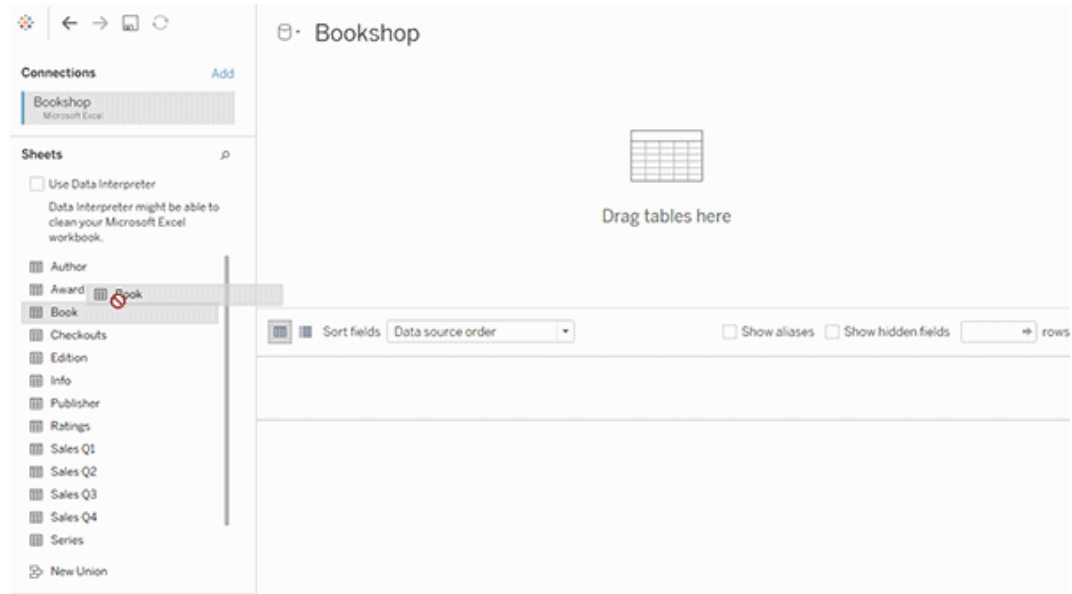 Bookshop
Connections Add
Bookshop
Microsoft Excel
Sheets
Use Data Interpreter
Data Interpreter might be able to
clean your Microsoft Excel
workbook.
Author
Award
Book
Book
Checkouts
Edition
Info
Publisher
Ratings
Sales Q1
Sales Q2
Sales Q3
Sales Q4
Series
New Union
Drag tables here
Sort fields Data source order Show aliases Show hidden fields rows